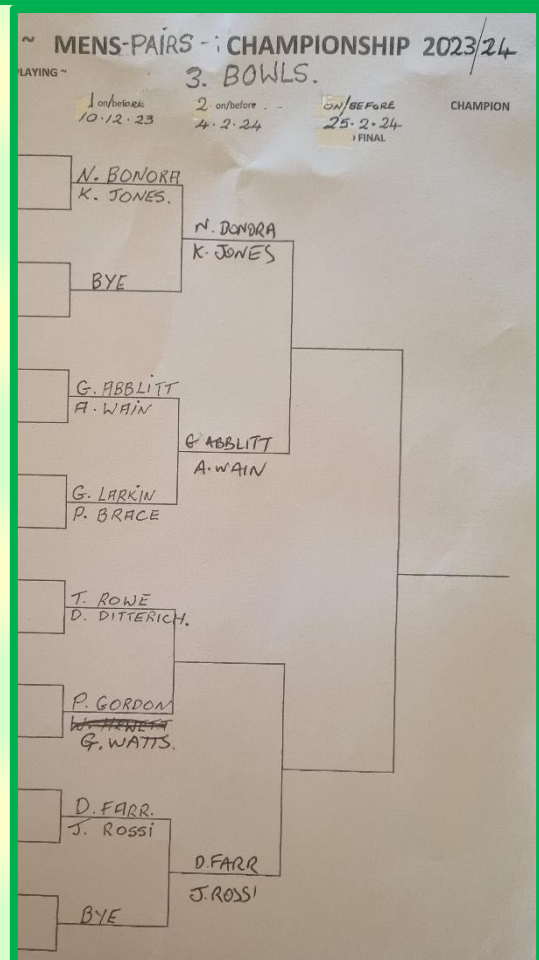 ~ MENS-PAIRS - CHAMPIONSHIP 2023/24
LAYING ~
3. BOWLS.
1 on/before
10.12.23
2 on/before
4.2.24
ON/BEFORE
25.2.24
FINAL
CHAMPION
N. BONORA
K. JONES.
N. BONORA
K. JONES
BYE
G. ABBLITT
A. WAIN
G ABBLITT
A. WAIN
G. LARKIN
P. BRACE
T. ROWE
D. DITTERICH.
P. GORDON
G. WATTS.
D. FARR.
J. ROSSi
D. FARR
J. ROSSI
BYE